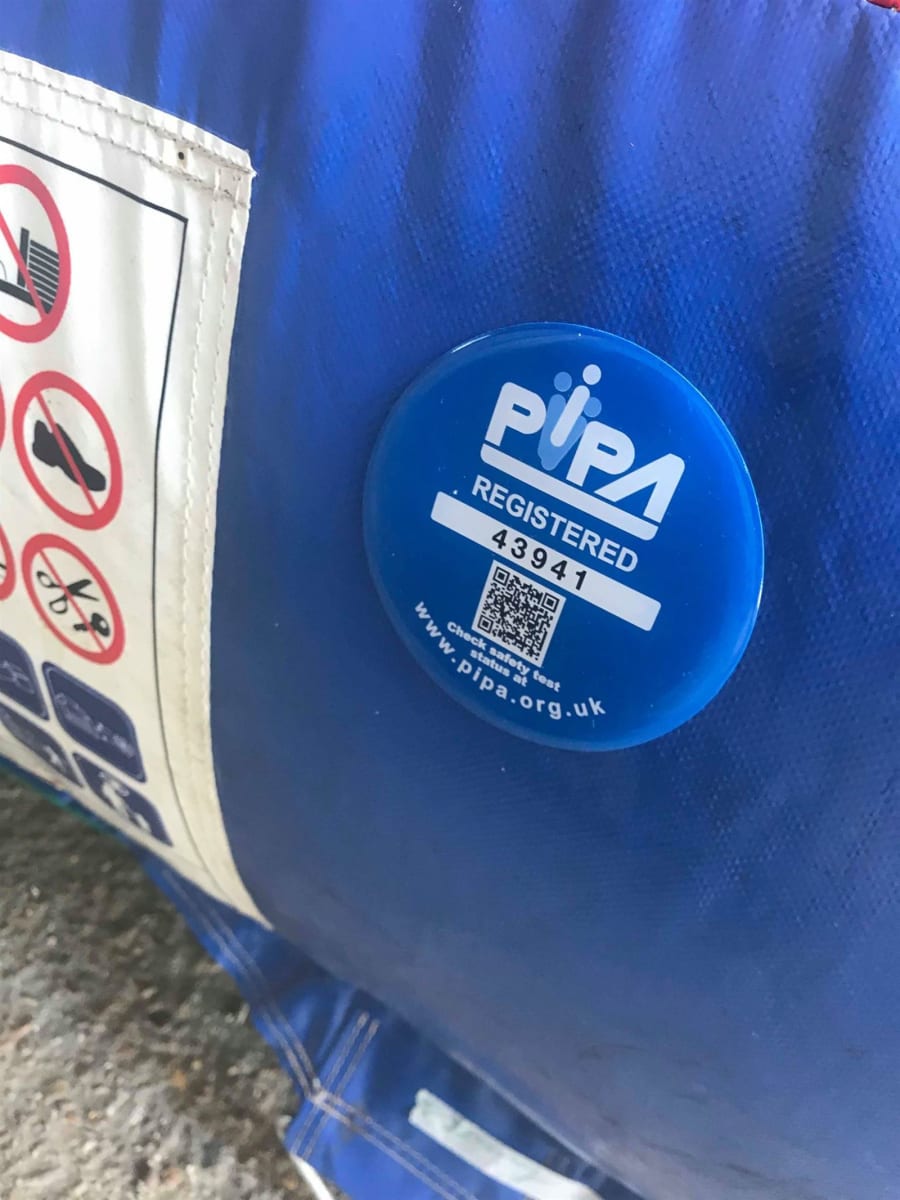 PiPA
REGISTERED
43941
Check safety test
status at
www.pipa.org.uk